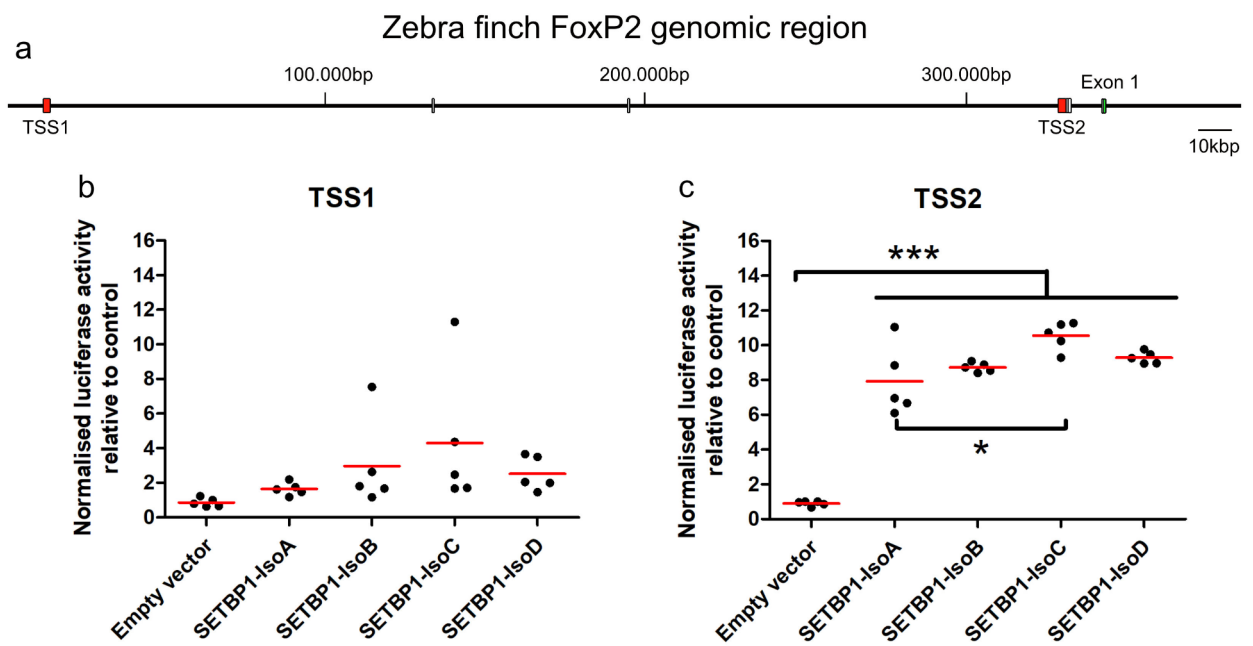 Zebra finch FoxP2 genomic region
a
100.000bp 200.000bp 300.000bp Exon 1
TSS1 TSS2 10kbp
b TSS1
Normalised luciferase activity
relative to control
16
14
12
10
8
6
4
2
0
Empty vector
SETBP1-IsoA
SETBP1-IsoB
SETBP1-IsoC
SETBP1-IsoD
c TSS2
Normalised luciferase activity
relative to control
16
14
12
10
8
6
4
2
0
***
*
Empty vector
SETBP1-IsoA
SETBP1-IsoB
SETBP1-IsoC
SETBP1-IsoD